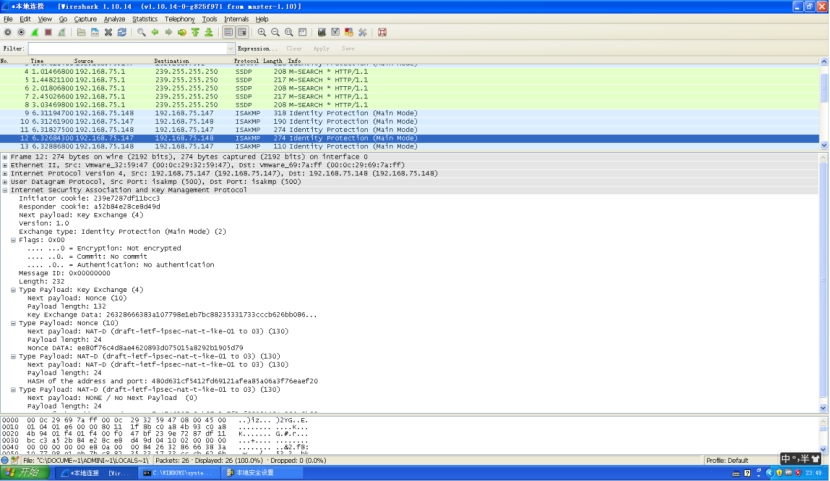 *本地连接 [Wireshark 1.10.14 (v1.10.14-0-g825f971 from master-1.10)]
File Edit View Go Capture Analyze Statistics Telephony Tools Internals Help
Filter: Expression... Clear Apply Save
No. Time Source Destination Protocol Length Info
4 1.01466800 192.168.75.1 239.255.255.250 SSDP 208 M-SEARCH * HTTP/1.1
5 1.44821100 192.168.75.1 239.255.255.250 SSDP 217 M-SEARCH * HTTP/1.1
6 2.01806800 192.168.75.1 239.255.255.250 SSDP 208 M-SEARCH * HTTP/1.1
7 2.45026600 192.168.75.1 239.255.255.250 SSDP 217 M-SEARCH * HTTP/1.1
8 3.03469800 192.168.75.1 239.255.255.250 SSDP 208 M-SEARCH * HTTP/1.1
9 6.31194700 192.168.75.148 192.168.75.147 ISAKMP 318 Identity Protection (Main Mode)
10 6.31261900 192.168.75.147 192.168.75.148 ISAKMP 190 Identity Protection (Main Mode)
11 6.31827500 192.168.75.148 192.168.75.147 ISAKMP 274 Identity Protection (Main Mode)
12 6.32684300 192.168.75.147 192.168.75.148 ISAKMP 274 Identity Protection (Main Mode)
13 6.32886800 192.168.75.148 192.168.75.147 ISAKMP 110 Identity Protection (Main Mode)
Frame 12: 274 bytes on wire (2192 bits), 274 bytes captured (2192 bits) on interface 0
Ethernet II, Src: Vmware_32:59:47 (00:0c:29:32:59:47), Dst: Vmware_69:7a:ff (00:0c:29:69:7a:ff)
Internet Protocol Version 4, Src: 192.168.75.147 (192.168.75.147), Dst: 192.168.75.148 (192.168.75.148)
User Datagram Protocol, Src Port: isakmp (500), Dst Port: isakmp (500)
Internet Security Association and Key Management Protocol
Initiator cookie: 239e7287df11bcc3
Responder cookie: a52b84e28ce8d49d
Next payload: Key Exchange (4)
Version: 1.0
Exchange type: Identity Protection (Main Mode) (2)
Flags: 0x00
.... ...0 = Encryption: Not encrypted
.... ..0. = Commit: No commit
.... .0.. = Authentication: No authentication
Message ID: 0x00000000
Length: 232
Type Payload: Key Exchange (4)
Next payload: Nonce (10)
Payload length: 132
Key Exchange Data: 26328666383a107798e1eb7bc88235331733cccb626bb086...
Type Payload: Nonce (10)
Next payload: NAT-D (draft-ietf-ipsec-nat-t-ike-01 to 03) (130)
Payload length: 24
Nonce DATA: ee80f76c4d8ae4620893d075015a8292b1905d79
Type Payload: NAT-D (draft-ietf-ipsec-nat-t-ike-01 to 03) (130)
Next payload: NAT-D (draft-ietf-ipsec-nat-t-ike-01 to 03) (130)
Payload length: 24
HASH of the address and port: 480d631cf5412fd69121afea85a06a3f76eaef20
Type Payload: NAT-D (draft-ietf-ipsec-nat-t-ike-01 to 03) (130)
Next payload: NONE / No Next Payload (0)
Payload length: 24
0000 00 0c 29 69 7a ff 00 0c 29 32 59 47 08 00 45 00 ..)iz... )2YG..E.
0010 01 04 01 e6 00 00 80 11 1f 8b c0 a8 4b 93 c0 a8 ........ ....K...
0020 4b 94 01 f4 01 f4 00 f0 47 bf 23 9e 72 87 df 11 K....... G.#.r...
0030 bc c3 a5 2b 84 e2 8c e8 d4 9d 04 10 02 00 00 00 ...+.... ........
0040 00 00 00 00 00 e8 0a 00 00 84 26 32 86 66 38 3a ........ ..&2.f8:
File: "C:\DOCUME~1\ADMINI~1\LOCALS~1\ Packets: 26 · Displayed: 26 (100.0%) · Dropped: 0 (0.0%) Profile: Default
中 半
开始 *本地连接 [Wir... C:\WINDOWS\syste... 本地安全设置 23:49